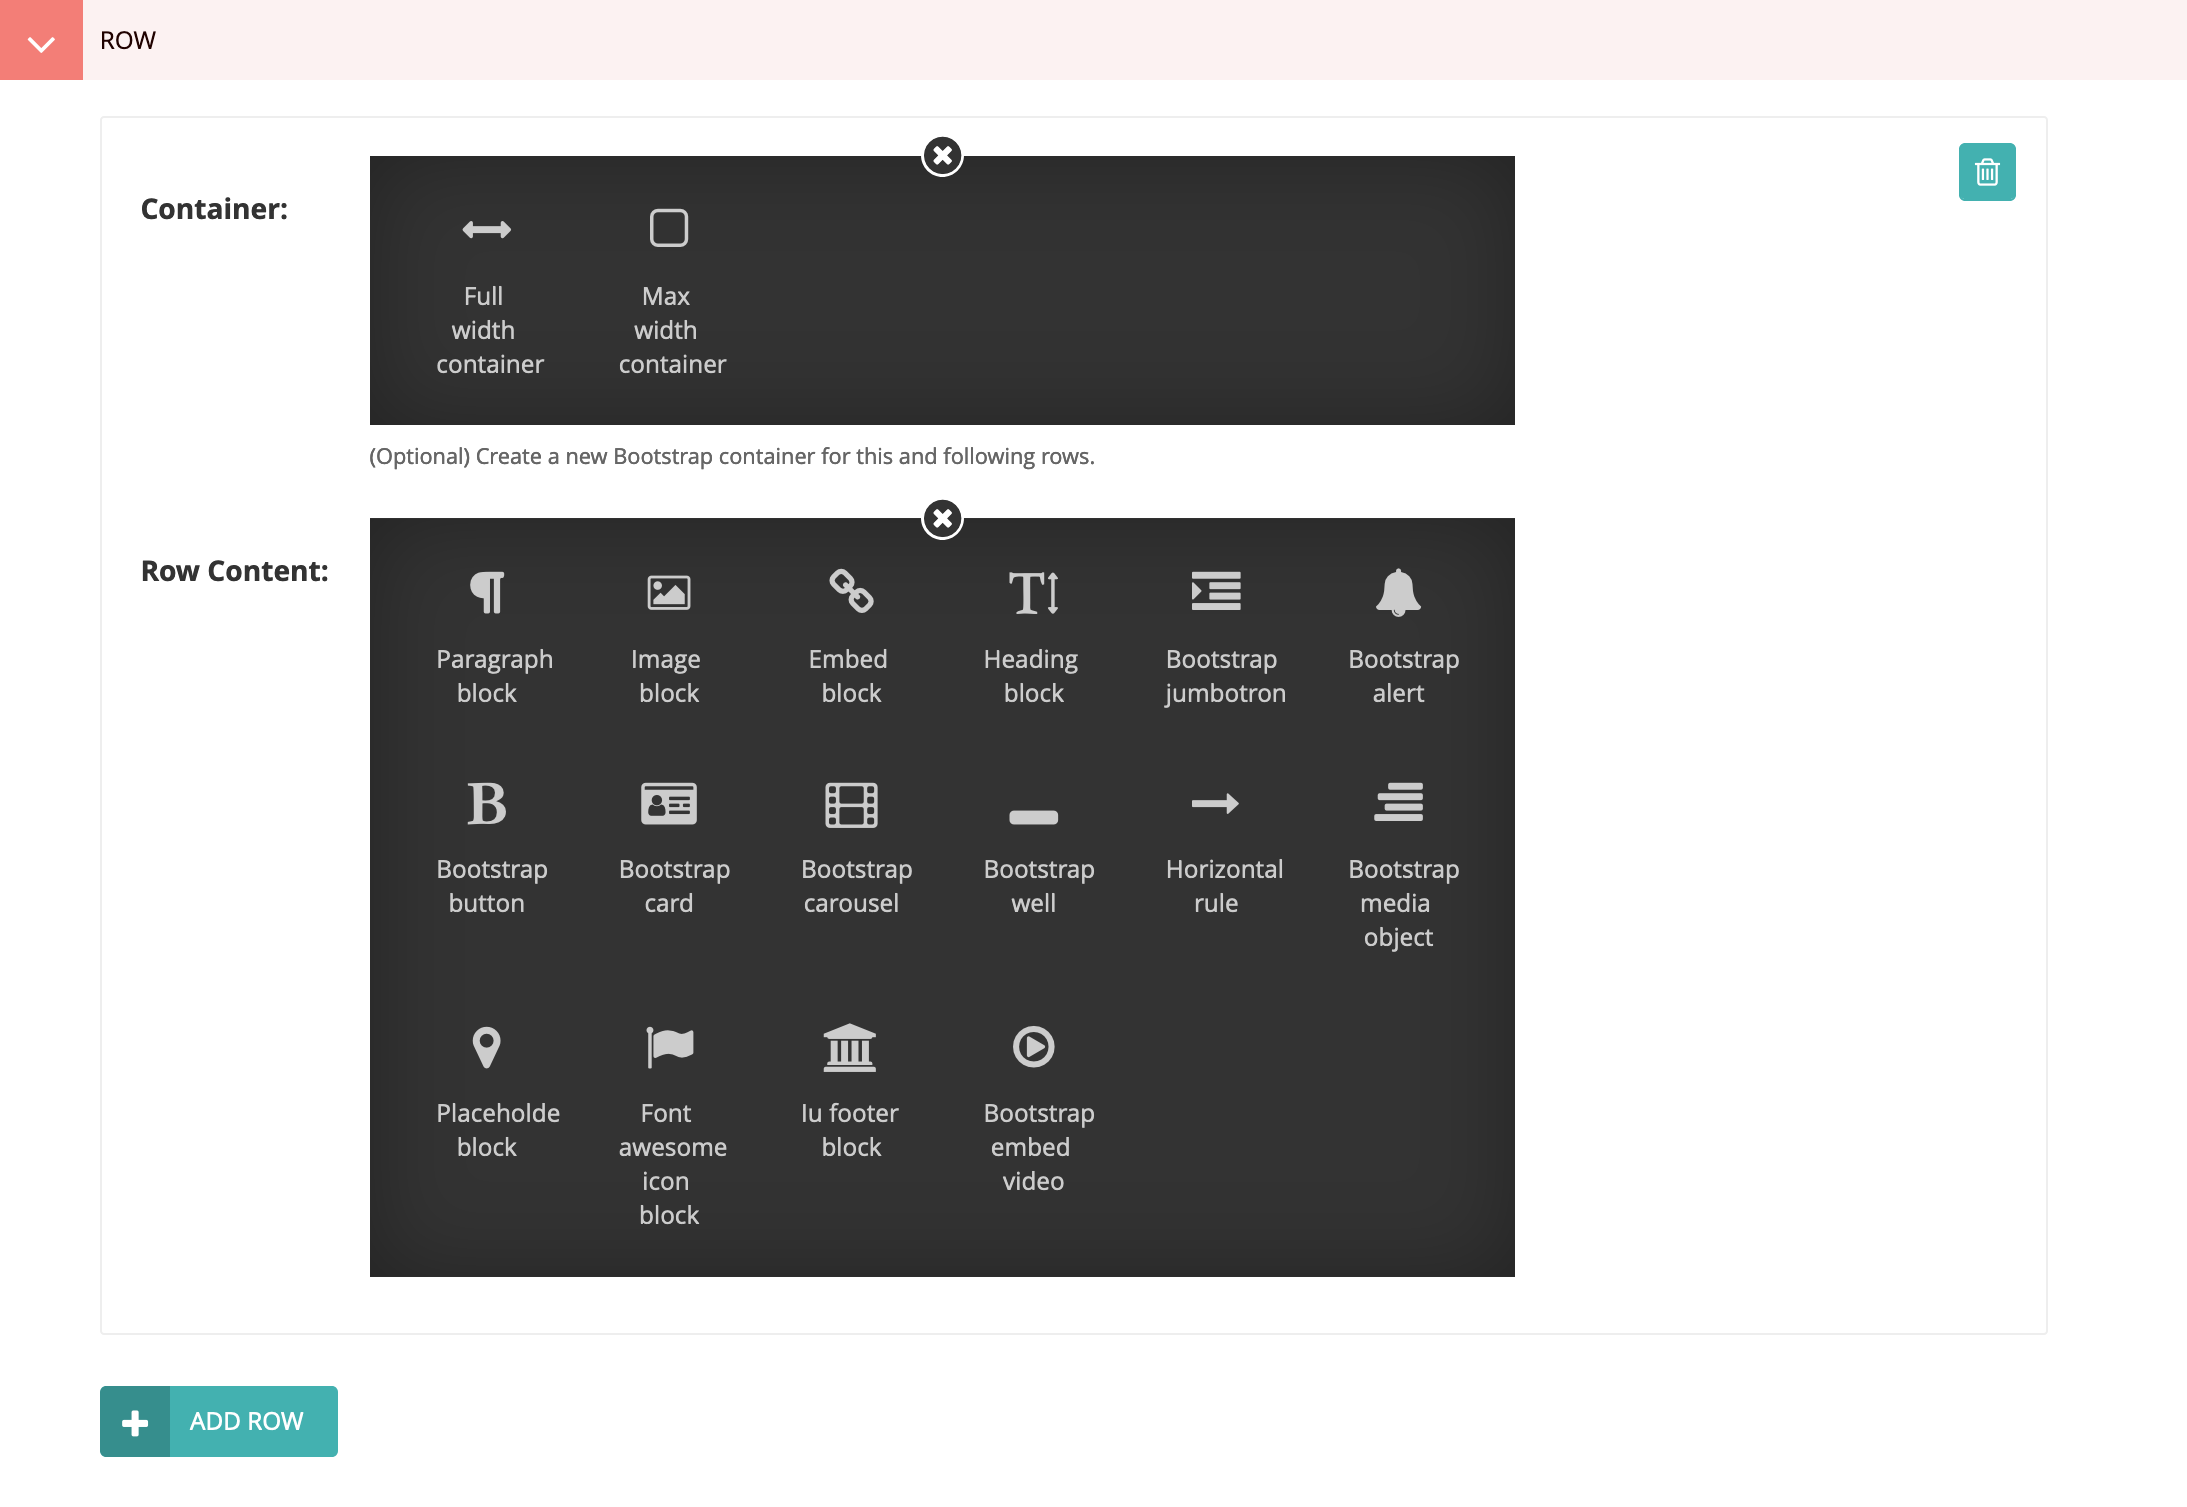 ROW
Container:
Full
width
container
Max
width
container
(Optional) Create a new Bootstrap container for this and following rows.
Row Content:
Paragraph
block
Image
block
Embed
block
Heading
block
Bootstrap
jumbotron
Bootstrap
alert
Bootstrap
button
Bootstrap
card
Bootstrap
carousel
Bootstrap
well
Horizontal
rule
Bootstrap
media
object
Placeholde
block
Font
awesome
icon
block
Iu footer
block
Bootstrap
embed
video
ADD ROW